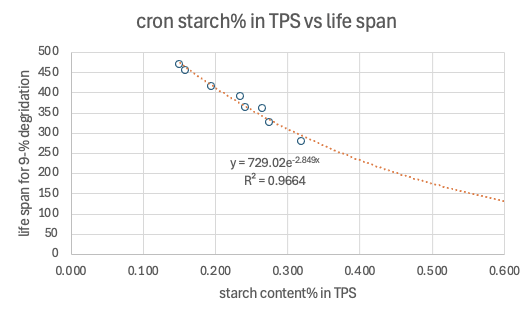 cron starch% in TPS vs life span
life span for 9-% degridation
500
450
400
350
300
250
200
150
100
50
0
y = 729.02e-2.849x
R² = 0.9664
0.000 0.100 0.200 0.300 0.400 0.500 0.600
starch content% in TPS